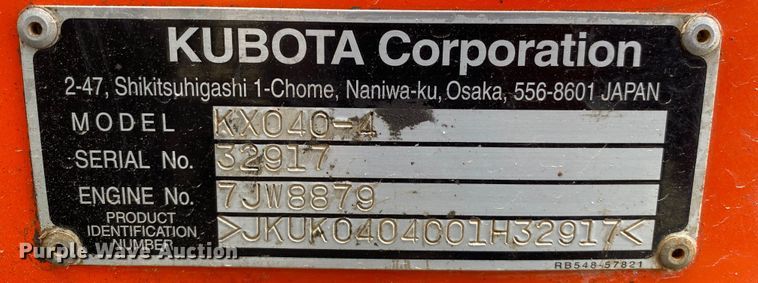 KUBOTA Corporation
2-47, Shikitsuhigashi 1-Chome, Naniwa-ku, Osaka, 556-8601 JAPAN
MODEL KX040-4
SERIAL No. 32917
ENGINE No. 7JW8879
PRODUCT IDENTIFICATION NUMBER >JKUK0404C01H32917<
RB548-57821
Purple Wave Auction